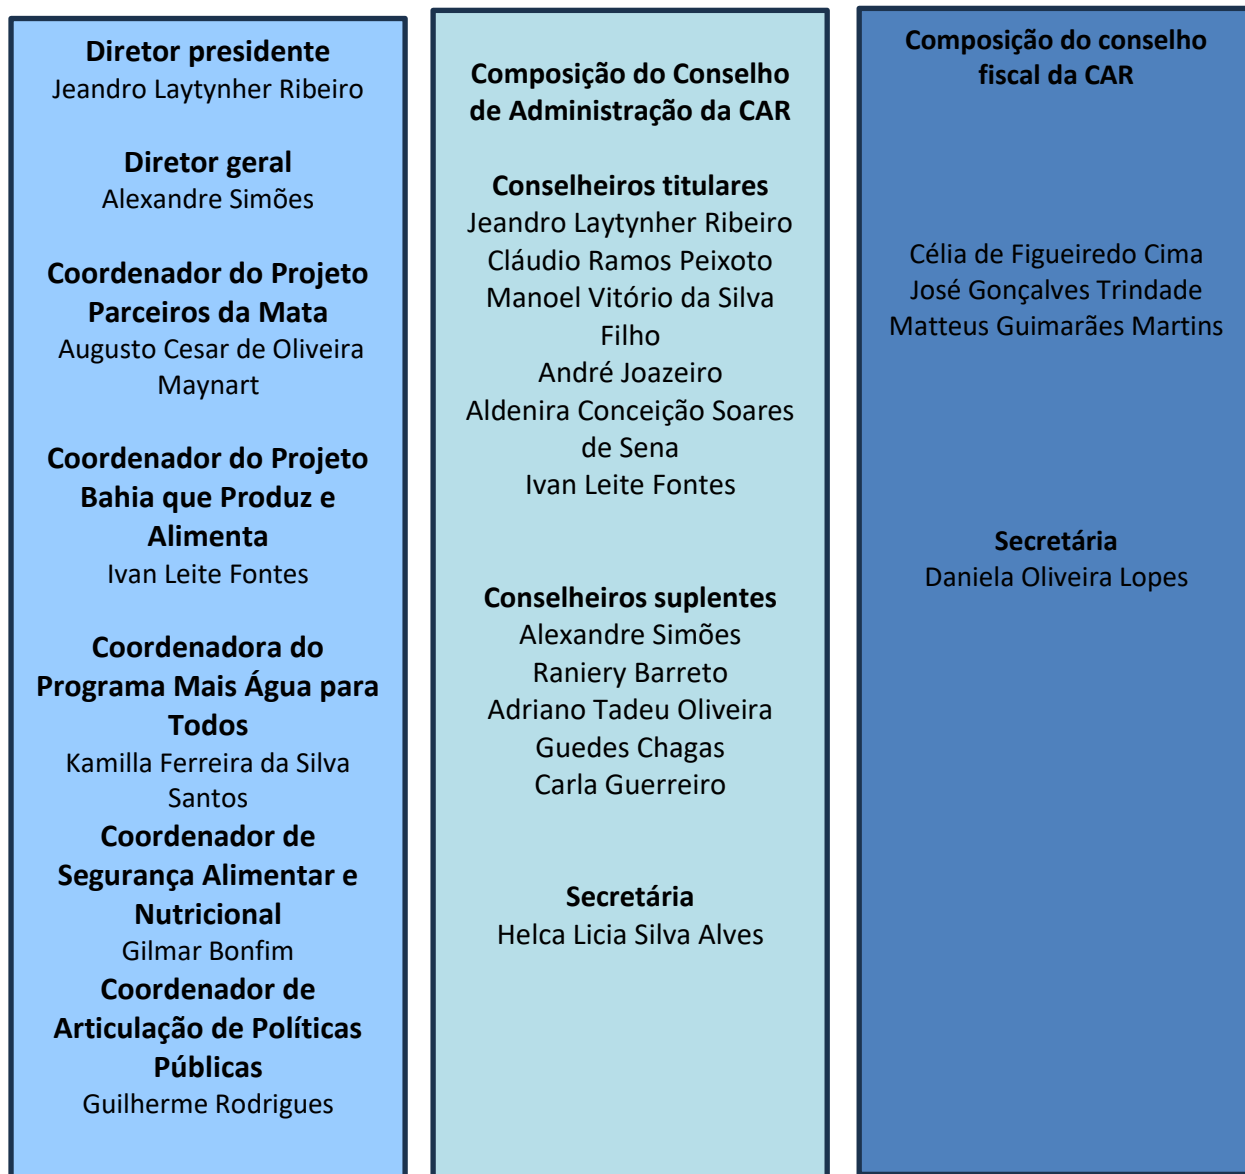 Diretor presidente
Jeandro Laytynher Ribeiro
Diretor geral
Alexandre Simões
Coordenador do Projeto
Parceiros da Mata
Augusto Cesar de Oliveira
Maynart
Coordenador do Projeto
Bahia que Produz e
Alimenta
Ivan Leite Fontes
Coordenadora do
Programa Mais Água para
Todos
Kamilla Ferreira da Silva
Santos
Coordenador de
Segurança Alimentar e
Nutricional
Gilmar Bonfim
Coordenador de
Articulação de Políticas
Públicas
Guilherme Rodrigues
Composição do Conselho
de Administração da CAR
Conselheiros titulares
Jeandro Laytynher Ribeiro
Cláudio Ramos Peixoto
Manoel Vitório da Silva
Filho
André Joazeiro
Aldenira Conceição Soares
de Sena
Ivan Leite Fontes
Conselheiros suplentes
Alexandre Simões
Raniery Barreto
Adriano Tadeu Oliveira
Guedes Chagas
Carla Guerreiro
Secretária
Helca Licia Silva Alves
Composição do conselho
fiscal da CAR
Célia de Figueiredo Cima
José Gonçalves Trindade
Matteus Guimarães Martins
Secretária
Daniela Oliveira Lopes